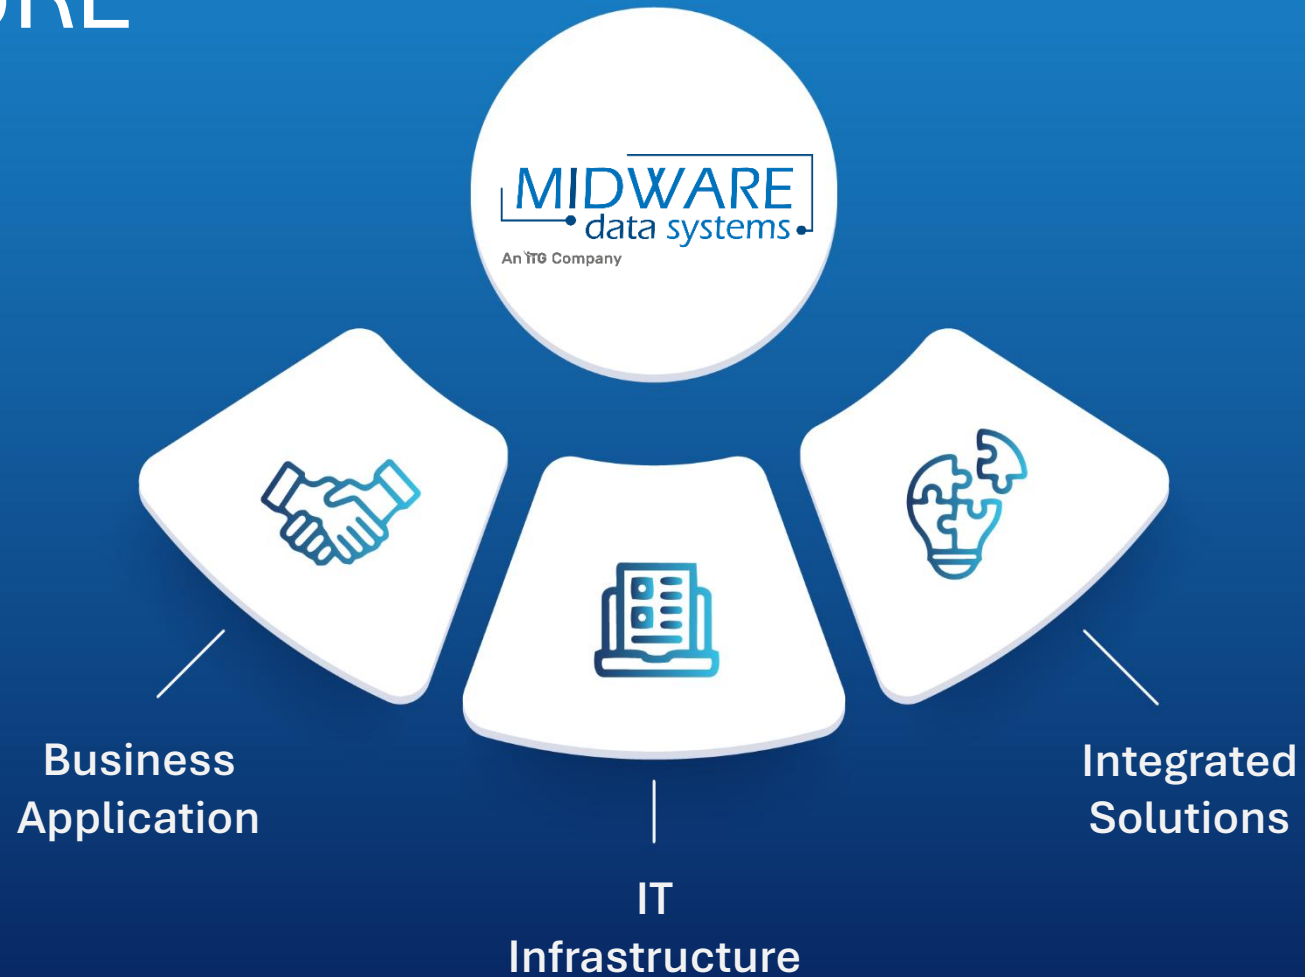 MIDWARE
data systems
An iTG Company
Business
Application
Integrated
Solutions
IT
Infrastructure